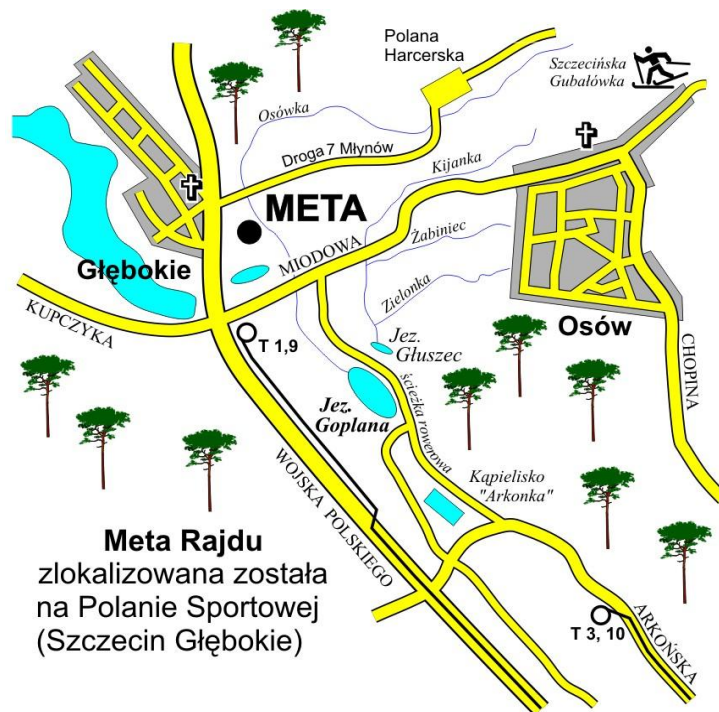 Polana
Harcerska
Szczecińska
Gubałówka
Osówka
Droga 7 Młynów
Kijanka
META
Żabiniec
MIODOWA
Głębokie
Zielonka
KUPCZYKA
Osów
T 1,9
Jez.
Głuszec
CHOPINA
Jez.
Goplana
ścieżka rowerowa
Kąpielisko
"Arkonka"
WOJSKA POLSKIEGO
Meta Rajdu
zlokalizowana została
na Polanie Sportowej
(Szczecin Głębokie)
T 3, 10
ARKOŃSKA